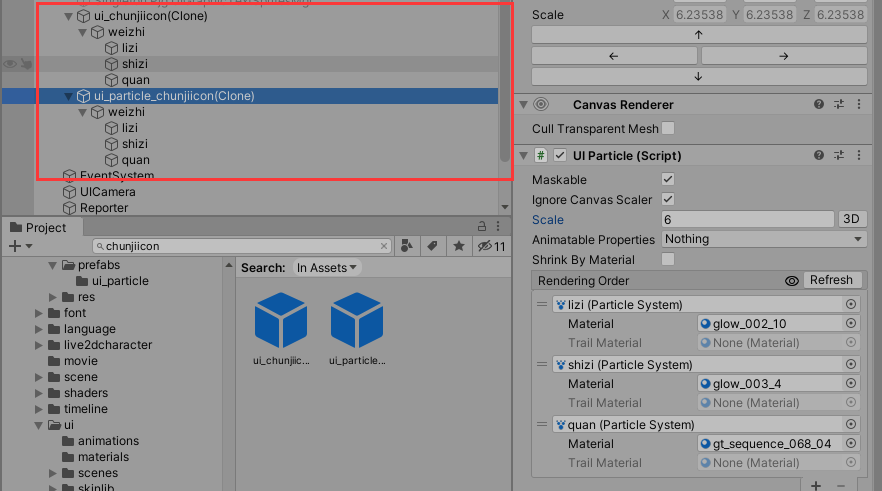 ui_chunjiicon(Clone)
weizhi
lizi
shizi
quan
ui_particle_chunjiicon(Clone)
weizhi
lizi
shizi
quan
EventSystem
UICamera
Reporter
Project
chunjiicon
11
prefabs
ui_particle
res
font
language
live2dcharacter
movie
scene
shaders
timeline
ui
animations
materials
scenes
skinlib
Search: In Assets
ui_chunjiic...
ui_particle...
Scale X 6.23538 Y 6.23538 Z 6.23538
Canvas Renderer
Cull Transparent Mesh
# UI Particle (Script)
Maskable
Ignore Canvas Scaler
Scale 6 3D
Animatable Properties Nothing
Shrink By Material
Rendering Order Refresh
lizi (Particle System)
Material glow_002_10
Trail Material None (Material)
shizi (Particle System)
Material glow_003_4
Trail Material None (Material)
quan (Particle System)
Material gt_sequence_068_04
Trail Material None (Material)